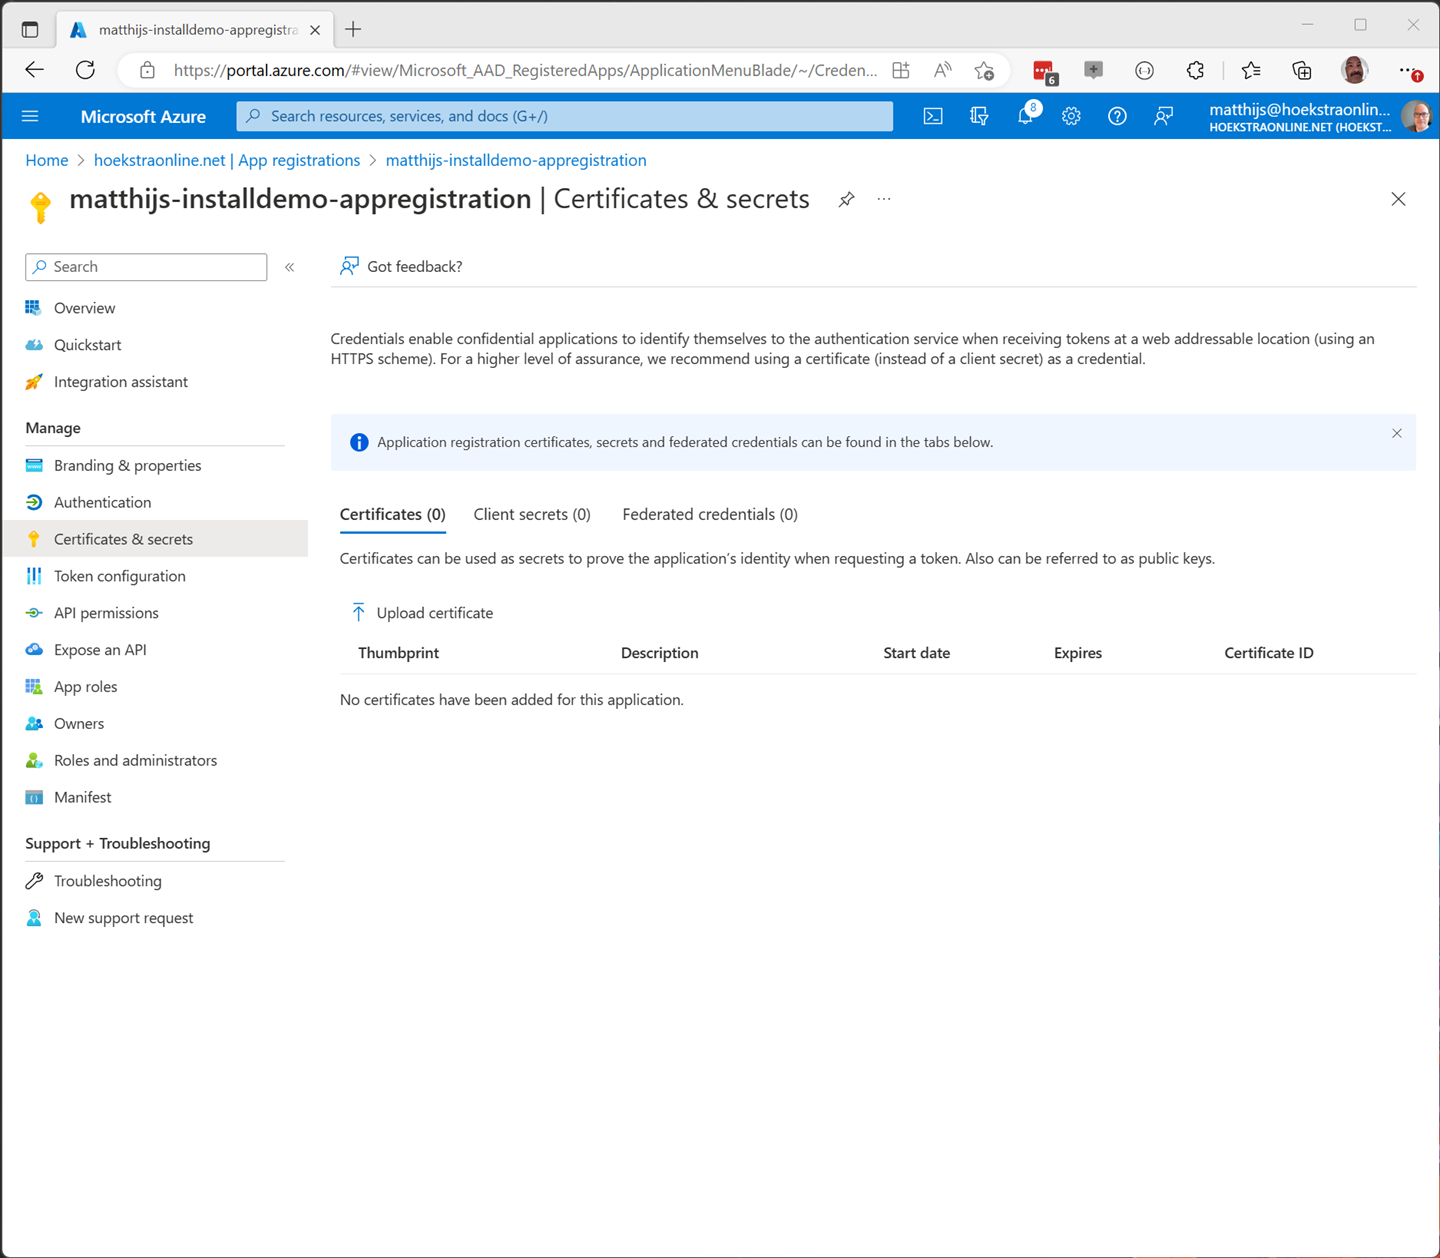 matthijs-installdemo-appregistra
https://portal.azure.com/#view/Microsoft_AAD_RegisteredApps/ApplicationMenuBlade/~/Creden...
6
Microsoft Azure
Search resources, services, and docs (G+/)
8
matthijs@hoekstraonlin...
HOEKSTRAONLINE.NET (HOEKST...
Home > hoekstraonline.net | App registrations > matthijs-installdemo-appregistration
matthijs-installdemo-appregistration | Certificates & secrets
Search
Got feedback?
Overview
Quickstart
Integration assistant
Manage
Branding & properties
Authentication
Certificates & secrets
Token configuration
API permissions
Expose an API
App roles
Owners
Roles and administrators
Manifest
Support + Troubleshooting
Troubleshooting
New support request
Credentials enable confidential applications to identify themselves to the authentication service when receiving tokens at a web addressable location (using an
HTTPS scheme). For a higher level of assurance, we recommend using a certificate (instead of a client secret) as a credential.
Application registration certificates, secrets and federated credentials can be found in the tabs below.
Certificates (0) Client secrets (0) Federated credentials (0)
Certificates can be used as secrets to prove the application's identity when requesting a token. Also can be referred to as public keys.
Upload certificate
Thumbprint Description Start date Expires Certificate ID
No certificates have been added for this application.